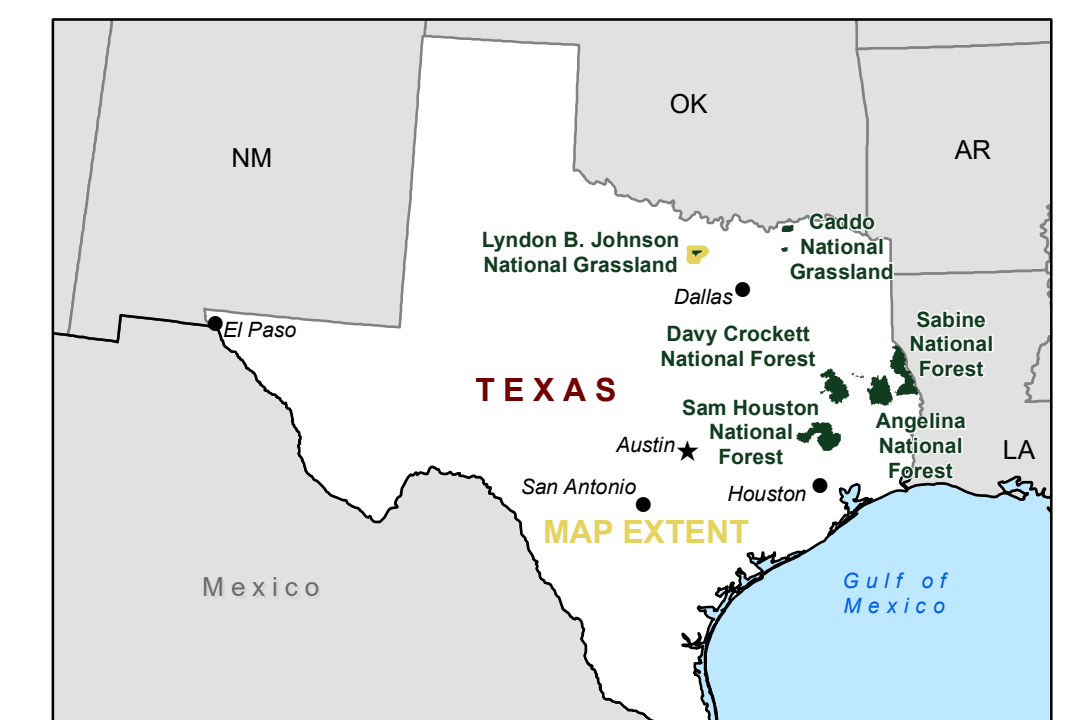 OK
AR
NM
Caddo
National
Grassland
Lyndon B. Johnson
National Grassland
Dallas
El Paso
Sabine
National
Forest
Davy Crockett
National Forest
TEXAS
Sam Houston
National
Forest
Angelina
National
Forest
Austin
LA
San Antonio
Houston
MAP EXTENT
Mexico
Gulf of
Mexico